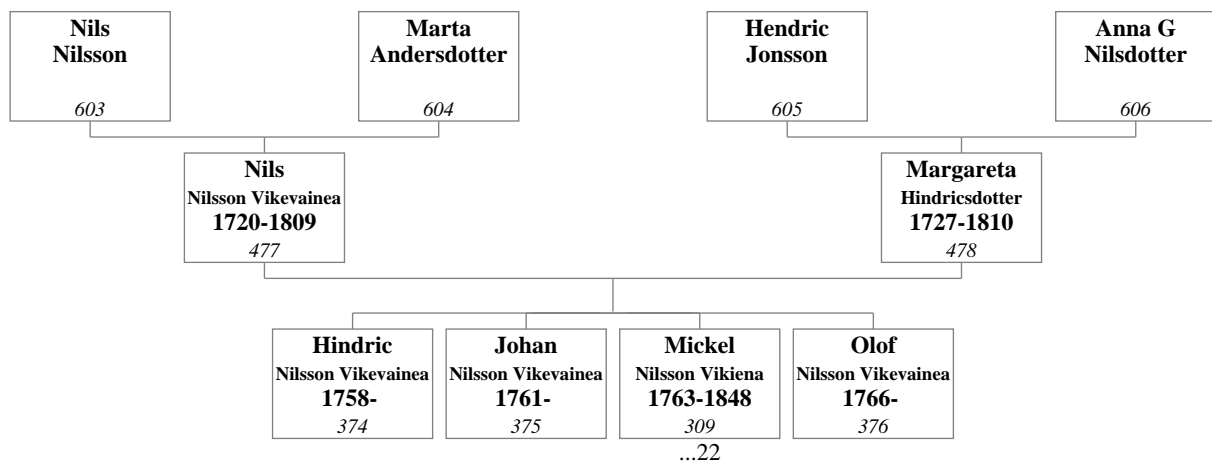 Nils
Nilsson
603
Marta
Andersdotter
604
Hendric
Jonsson
605
Anna G
Nilsdotter
606
Nils
Nilsson Vikevainea
1720-1809
477
Margareta
Hindricsdotter
1727-1810
478
Hindric
Nilsson Vikevainea
1758-
374
Johan
Nilsson Vikevainea
1761-
375
Mickel
Nilsson Vikiena
1763-1848
309
...22
Olof
Nilsson Vikevainea
1766-
376